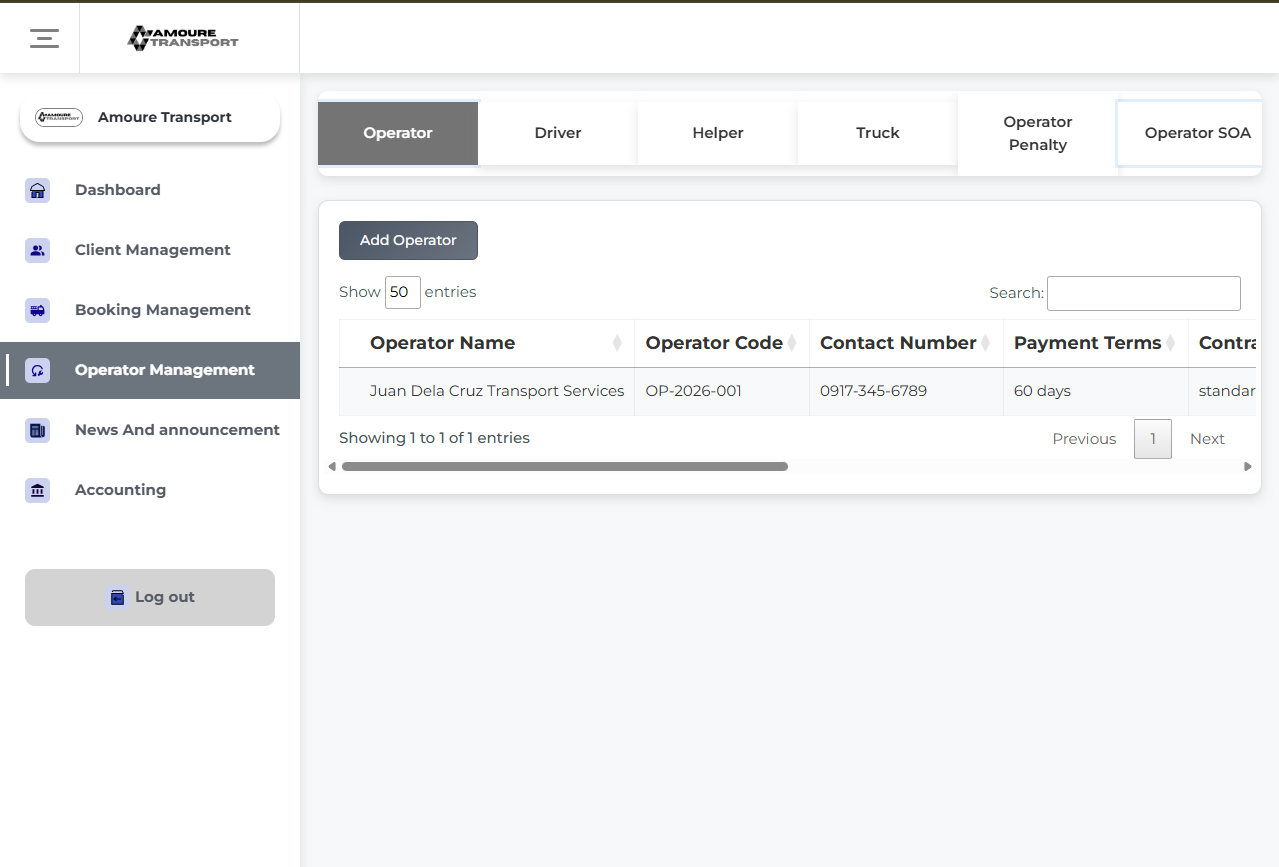 AMOURE
TRANSPORT
Amoure Transport
Dashboard
Client Management
Booking Management
Operator Management
News And announcement
Accounting
Log out
Operator
Driver
Helper
Truck
Operator
Penalty
Operator SOA
Add Operator
Show 50 entries
Search:
Operator Name Operator Code Contact Number Payment Terms Contra
Juan Dela Cruz Transport Services OP-2026-001 0917-345-6789 60 days standar
Showing 1 to 1 of 1 entries
Previous 1 Next